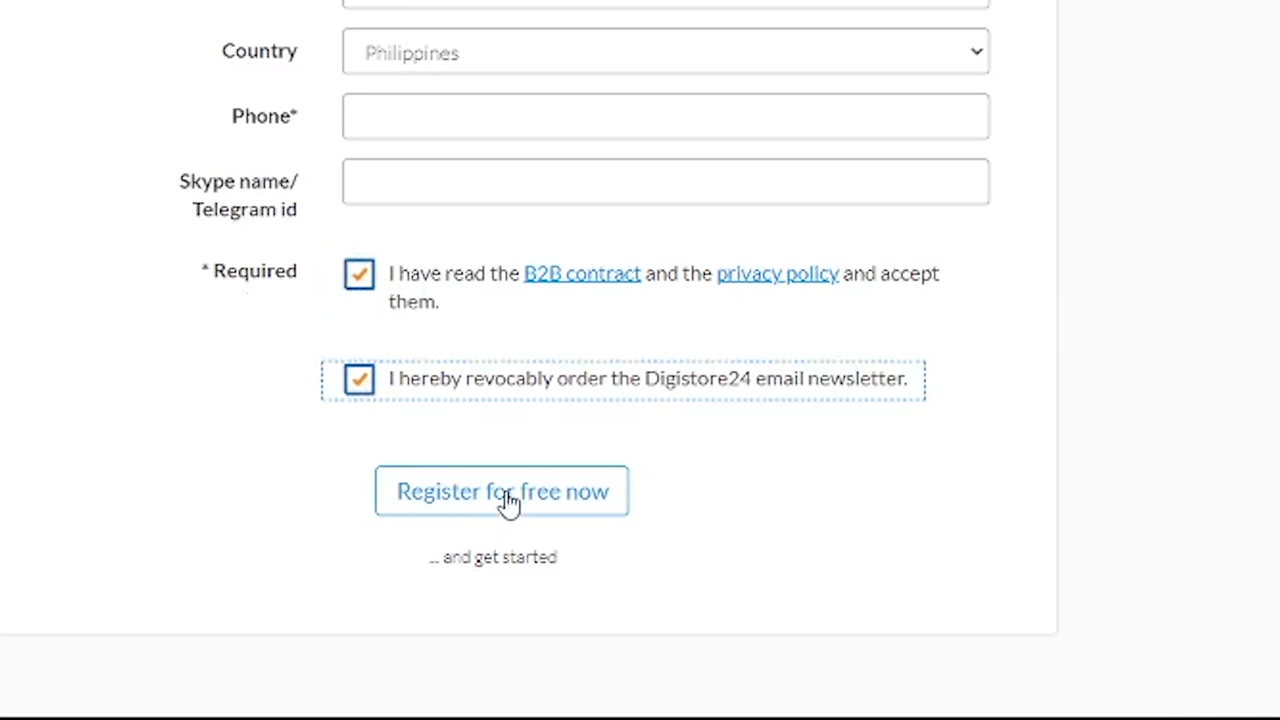 Country
Philippines
Phone*
Skype name/
Telegram id
* Required
I have read the B2B contract and the privacy policy and accept
them.
I hereby revocably order the Digistore24 email newsletter.
Register for free now
... and get started